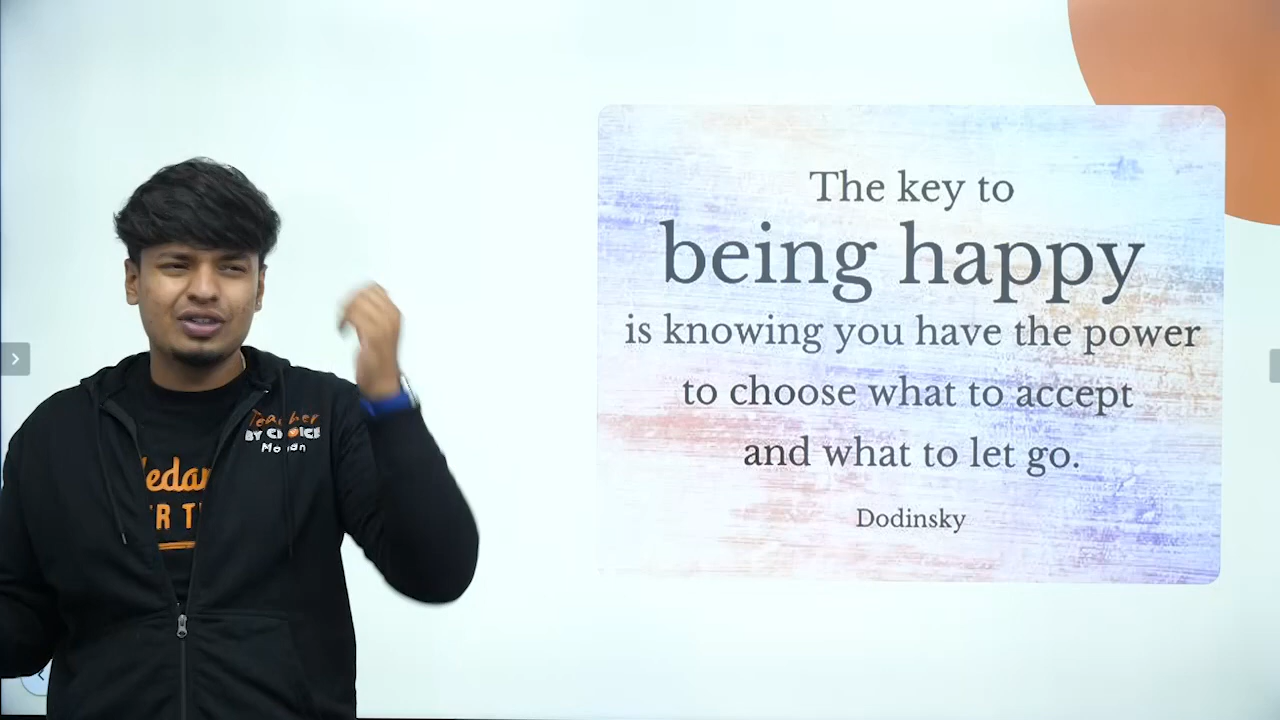 The key to
being happy
is knowing you have the power
to choose what to accept
and what to let go.
Dodinsky
Teacher
BY CHOICE